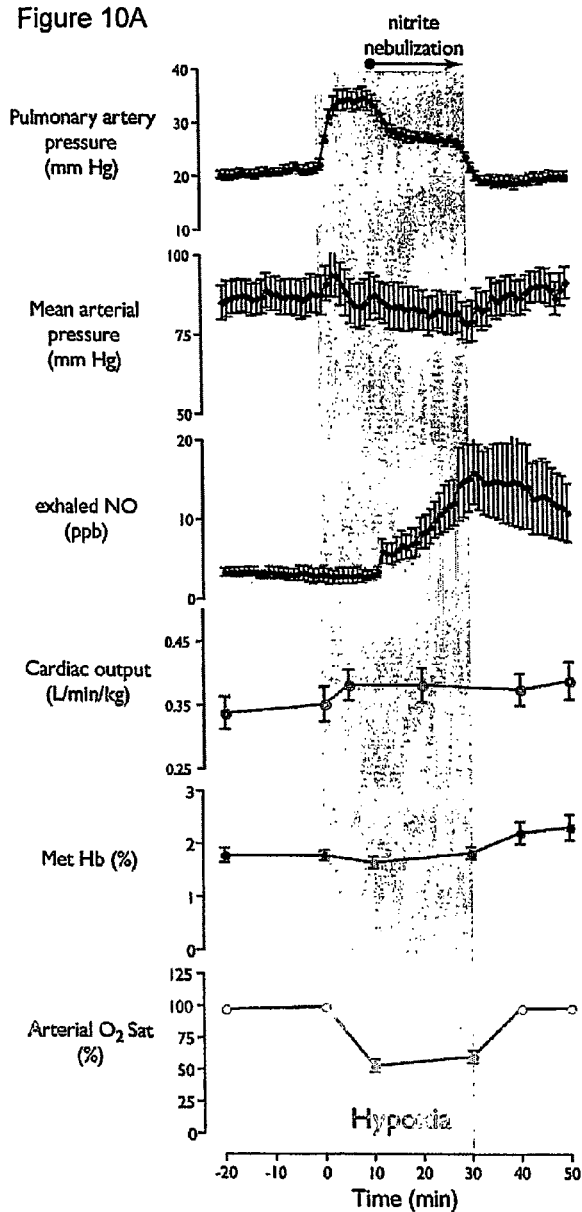 Figure 10A
nitrite
nebulization
Pulmonary artery
pressure
(mm Hg)
40
30
20
10
Mean arterial
pressure
(mm Hg)
100
75
50
exhaled NO
(ppb)
20
10
0
Cardiac output
(L/min/kg)
0.45
0.35
0.25
Met Hb (%)
3
2
1
0
Arterial O2 Sat
(%)
125
100
75
50
25
0
Hypoxia
-20 -10 0 10 20 30 40 50
Time (min)